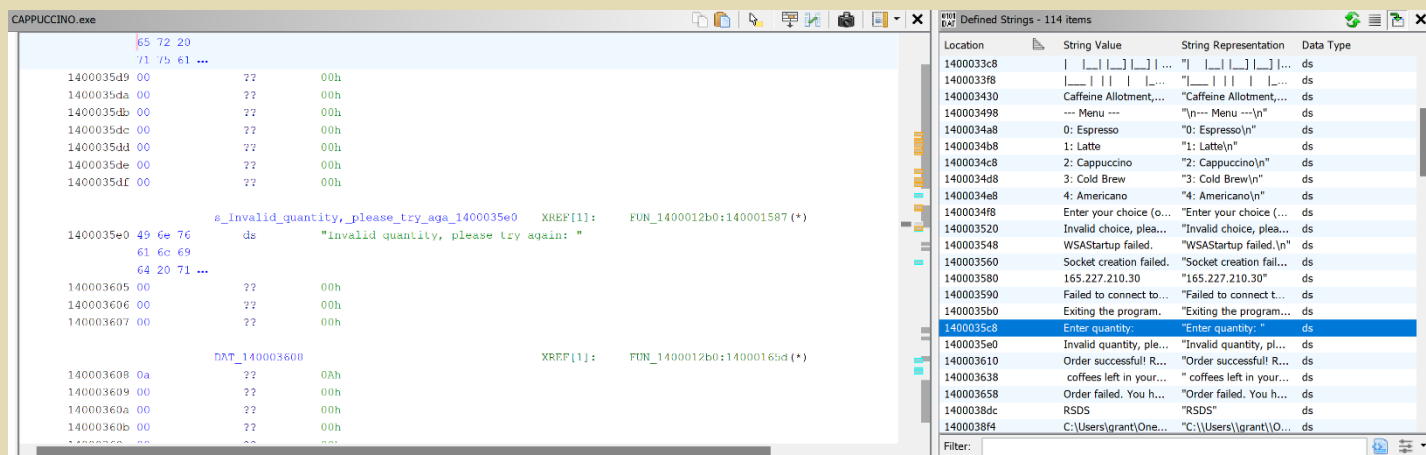 CAPPUCCINO.exe
65 72 20
71 75 61 ...
1400035d9 00 ?? 00h
1400035da 00 ?? 00h
1400035db 00 ?? 00h
1400035dc 00 ?? 00h
1400035dd 00 ?? 00h
1400035de 00 ?? 00h
1400035df 00 ?? 00h
s_Invalid_quantity,_please_try_aga_1400035e0 XREF[1]: FUN_1400012b0:140001587(*)
1400035e0 49 6e 76 ds "Invalid quantity, please try again: "
61 6c 69
64 20 71 ...
140003605 00 ?? 00h
140003606 00 ?? 00h
140003607 00 ?? 00h
DAT_140003608 XREF[1]: FUN_1400012b0:14000165d(*)
140003608 0a ?? 0Ah
140003609 00 ?? 00h
14000360a 00 ?? 00h
14000360b 00 ?? 00h
Defined Strings - 114 items
Location String Value String Representation Data Type
1400033c8 | |__| |__] |__] | ... "| |__| |__] |__] |... ds
1400033f8 |___ | | | | |_... "|___ | | | | |_... ds
140003430 Caffeine Allotment,... "Caffeine Allotment,... ds
140003498 --- Menu --- "\n--- Menu ---\n" ds
1400034a8 0: Espresso "0: Espresso\n" ds
1400034b8 1: Latte "1: Latte\n" ds
1400034c8 2: Cappuccino "2: Cappuccino\n" ds
1400034d8 3: Cold Brew "3: Cold Brew\n" ds
1400034e8 4: Americano "4: Americano\n" ds
1400034f8 Enter your choice (o... "Enter your choice (... ds
140003520 Invalid choice, plea... "Invalid choice, plea... ds
140003548 WSAStartup failed. "WSAStartup failed.\n" ds
140003560 Socket creation failed. "Socket creation fail... ds
140003580 165.227.210.30 "165.227.210.30" ds
140003590 Failed to connect to... "Failed to connect t... ds
1400035b0 Exiting the program. "Exiting the program... ds
1400035c8 Enter quantity: "Enter quantity: " ds
1400035e0 Invalid quantity, ple... "Invalid quantity, pl... ds
140003610 Order successful! R... "Order successful! R... ds
140003638 coffees left in your... " coffees left in your... ds
140003658 Order failed. You h... "Order failed. You h... ds
1400038dc RSDS "RSDS" ds
1400038f4 C:\Users\grant\One... "C:\\Users\\grant\\O... ds
Filter: